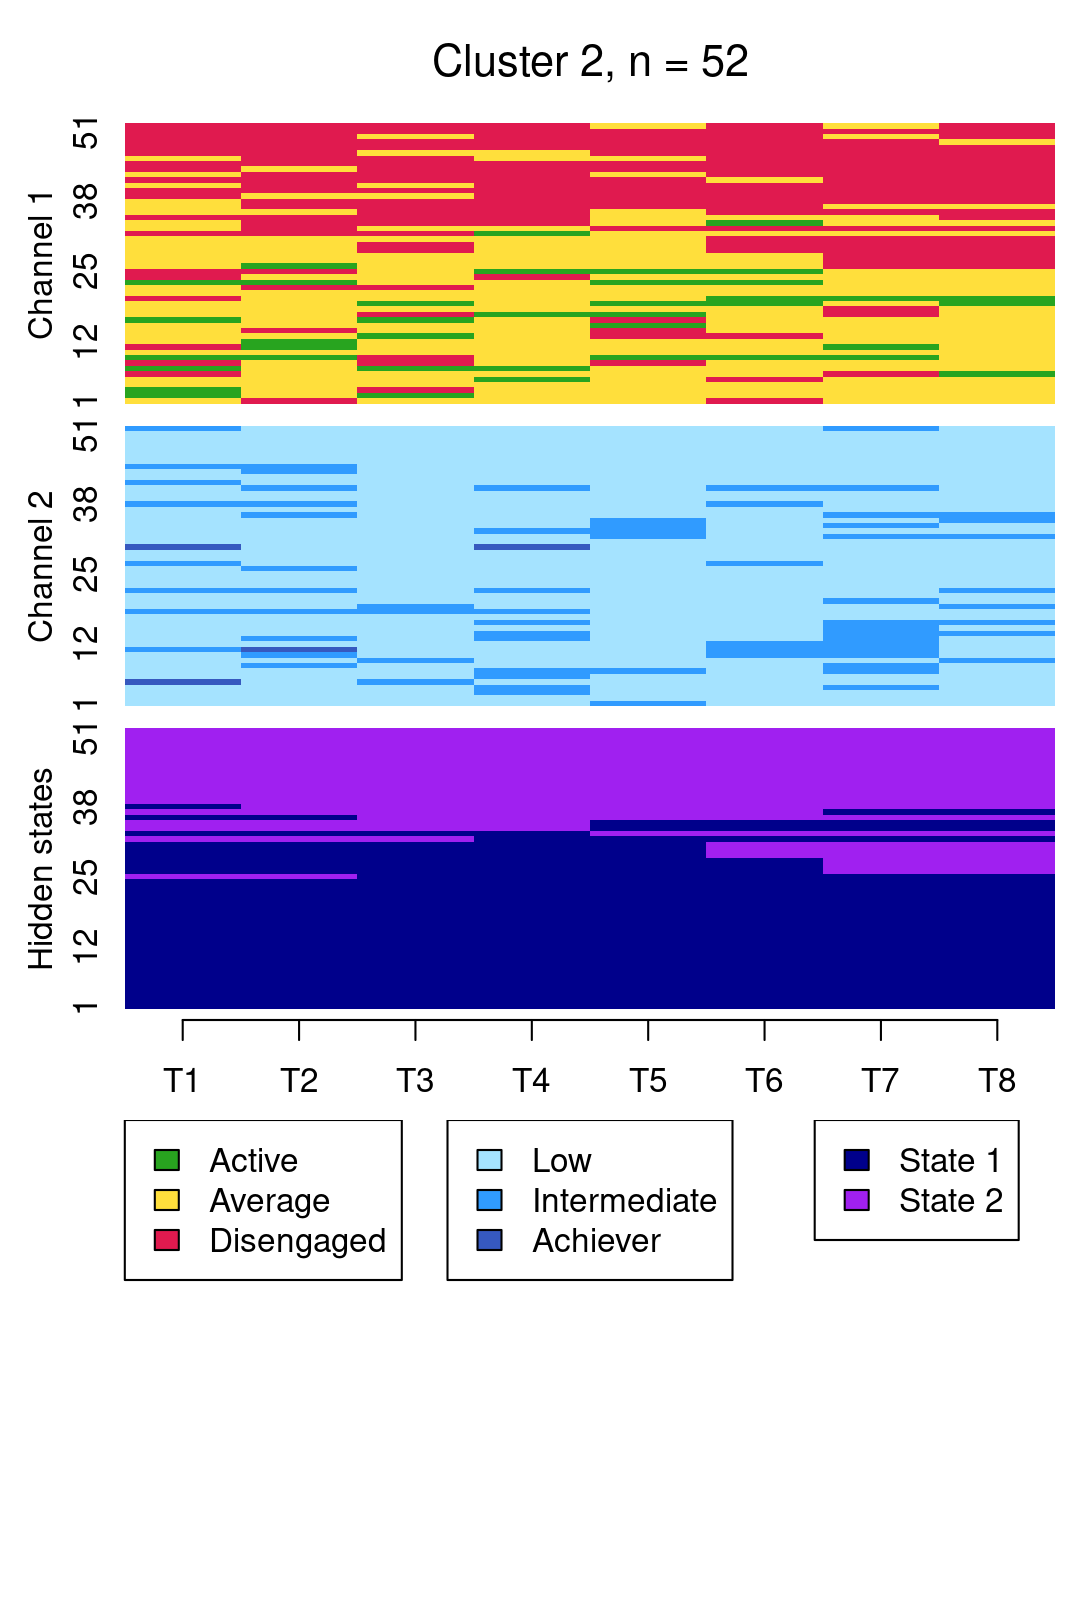 Cluster 2, n = 52
Channel 1
51
38
25
12
1
Channel 2
51
38
25
12
1
Hidden states
51
38
25
12
1
T1 T2 T3 T4 T5 T6 T7 T8
Active
Average
Disengaged
Low
Intermediate
Achiever
State 1
State 2